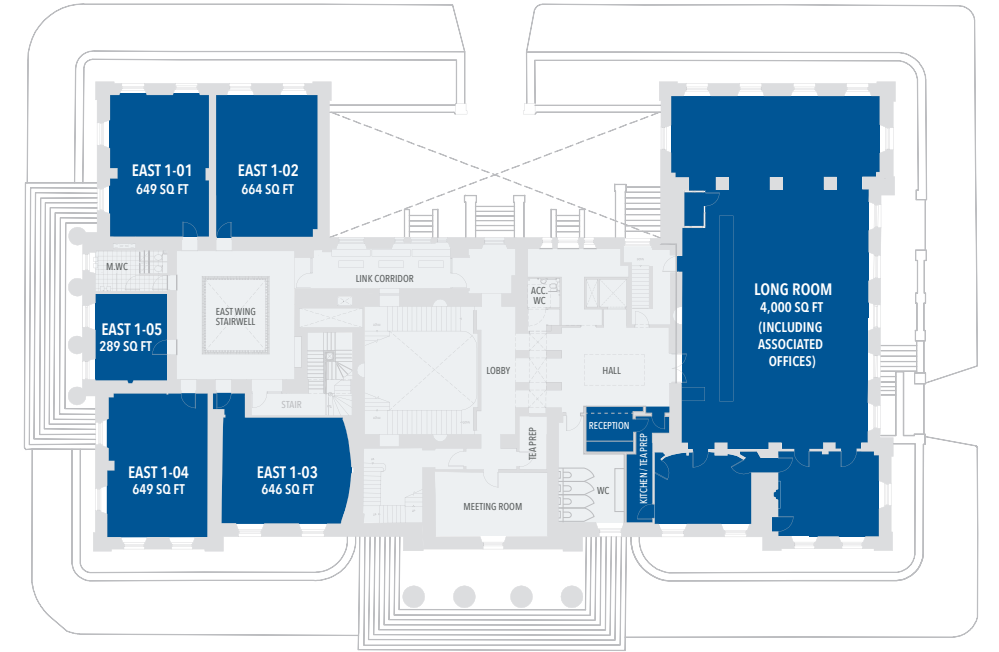 EAST 1-01
649 SQ FT
EAST 1-02
664 SQ FT
M.WC
LINK CORRIDOR
ACC.
WC
EAST WING
STAIRWELL
LONG ROOM
4,000 SQ FT
(INCLUDING
ASSOCIATED
OFFICES)
EAST 1-05
289 SQ FT
LOBBY
HALL
STAIR
RECEPTION
TEA PREP
KITCHEN / TEA PREP
EAST 1-04
649 SQ FT
EAST 1-03
646 SQ FT
WC
MEETING ROOM